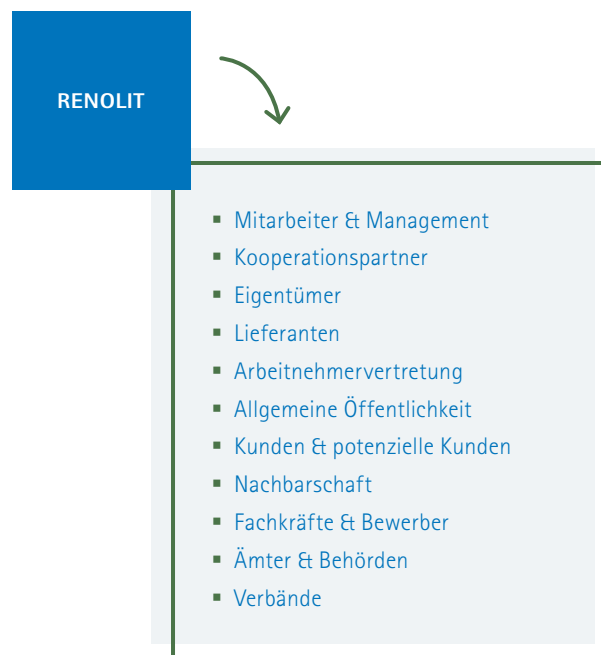 RENOLIT
▪ Mitarbeiter & Management
▪ Kooperationspartner
▪ Eigentümer
▪ Lieferanten
▪ Arbeitnehmervertretung
▪ Allgemeine Öffentlichkeit
▪ Kunden & potenzielle Kunden
▪ Nachbarschaft
▪ Fachkräfte & Bewerber
▪ Ämter & Behörden
▪ Verbände